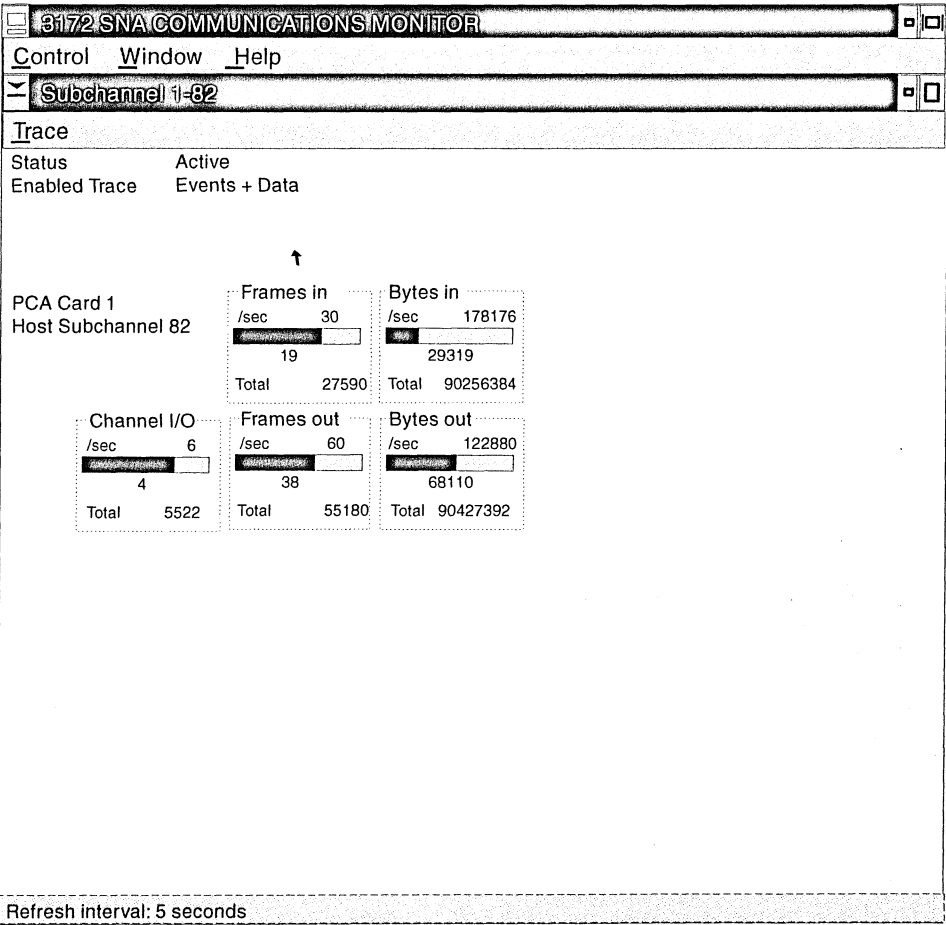 3172 SNA COMMUNICATIONS MONITOR
Control Window Help
Subchannel 1-82
Trace
Status Active
Enabled Trace Events + Data
PCA Card 1
Host Subchannel 82
Frames in
/sec 30
19
Total 27590
Bytes in
/sec 178176
29319
Total 90256384
Channel I/O
/sec 6
4
Total 5522
Frames out
/sec 60
38
Total 55180
Bytes out
/sec 122880
68110
Total 90427392
Refresh interval: 5 seconds